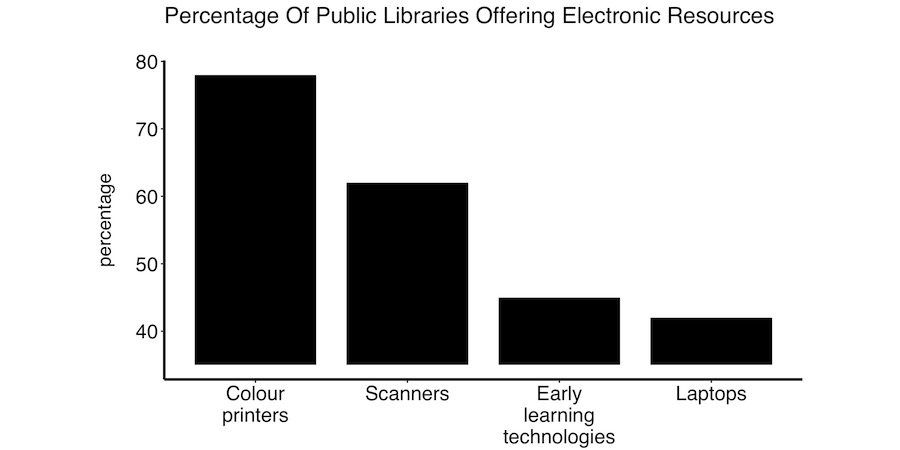 Percentage Of Public Libraries Offering Electronic Resources
80
70
60
50
40
percentage
Colour
printers
Scanners
Early
learning
technologies
Laptops